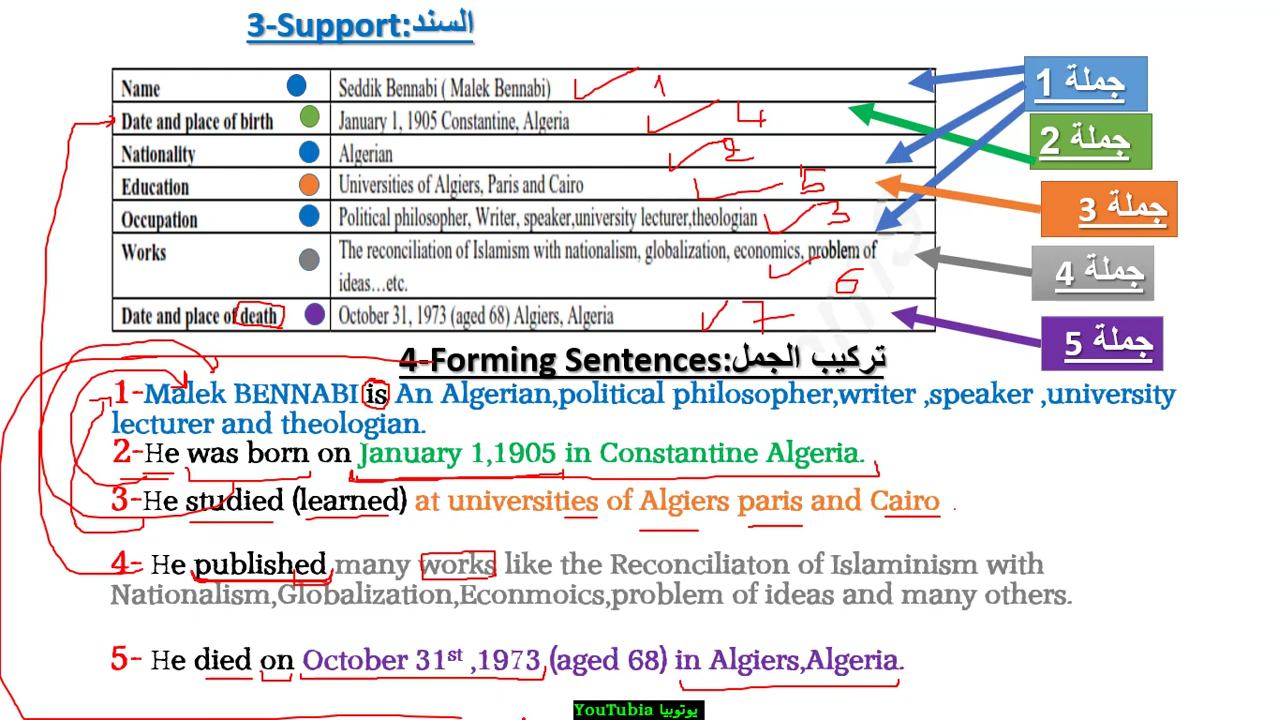 3-Support:السند
Name Seddik Bennabi ( Malek Bennabi) 1
Date and place of birth January 1, 1905 Constantine, Algeria 4
Nationality Algerian 2
Education Universities of Algiers, Paris and Cairo 5
Occupation Political philosopher, Writer, speaker,university lecturer,theologian 3
Works The reconciliation of Islamism with nationalism, globalization, economics, problem of
ideas…etc. 6
Date and place of death October 31, 1973 (aged 68) Algiers, Algeria 7
جملة 1
جملة 2
جملة 3
جملة 4
جملة 5
4-Forming Sentences:تركيب الجمل
1-Malek BENNABI is An Algerian,political philosopher,writer ,speaker ,university
lecturer and theologian.
2-He was born on January 1,1905 in Constantine Algeria.
3-He studied (learned) at universities of Algiers paris and Cairo
4- He published many works like the Reconciliaton of Islaminism with
Nationalism,Globalization,Econmoics,problem of ideas and many others.
5- He died on October 31st ,1973,(aged 68) in Algiers,Algeria.
YouTubia يوتوبيا